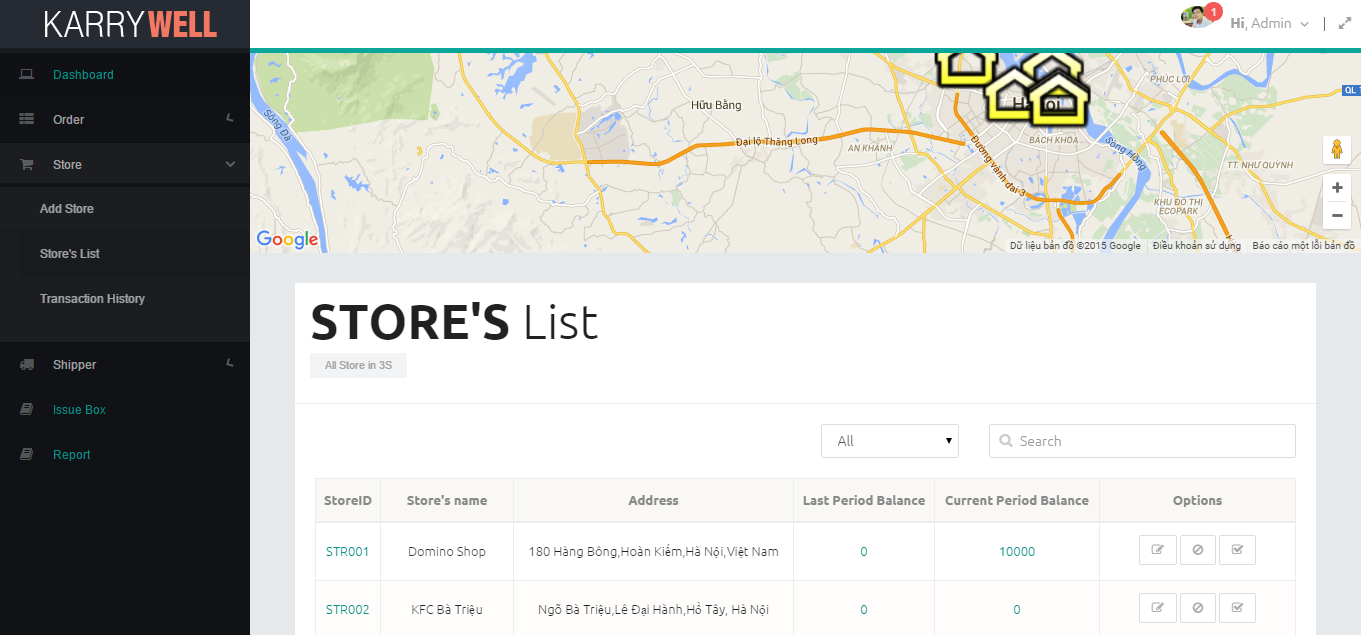 KARRYWELL
1
Hi, Admin
Dashboard
Order
Store
Add Store
Store's List
Transaction History
Shipper
Issue Box
Report
PHÚC LỢI
QL 1
Hữu Bằng
Đại lộ Thăng Long
AN KHÁNH
BÁCH KHOA
Sông Đà
Sông Hồng
Đường vành đai 3
TT. NHƯ QUỲNH
KHU ĐÔ THỊ
ECOPARK
Google
Dữ liệu bản đồ ©2015 Google
Điều khoản sử dụng
Báo cáo một lỗi bản đồ
STORE'S List
All Store in 3S
All
Search
StoreID Store's name Address Last Period Balance Current Period Balance Options
STR001 Domino Shop 180 Hàng Bông,Hoàn Kiếm,Hà Nội,Việt Nam 0 10000
STR002 KFC Bà Triệu Ngõ Bà Triệu,Lê Đại Hành,Hồ Tây, Hà Nội 0 0